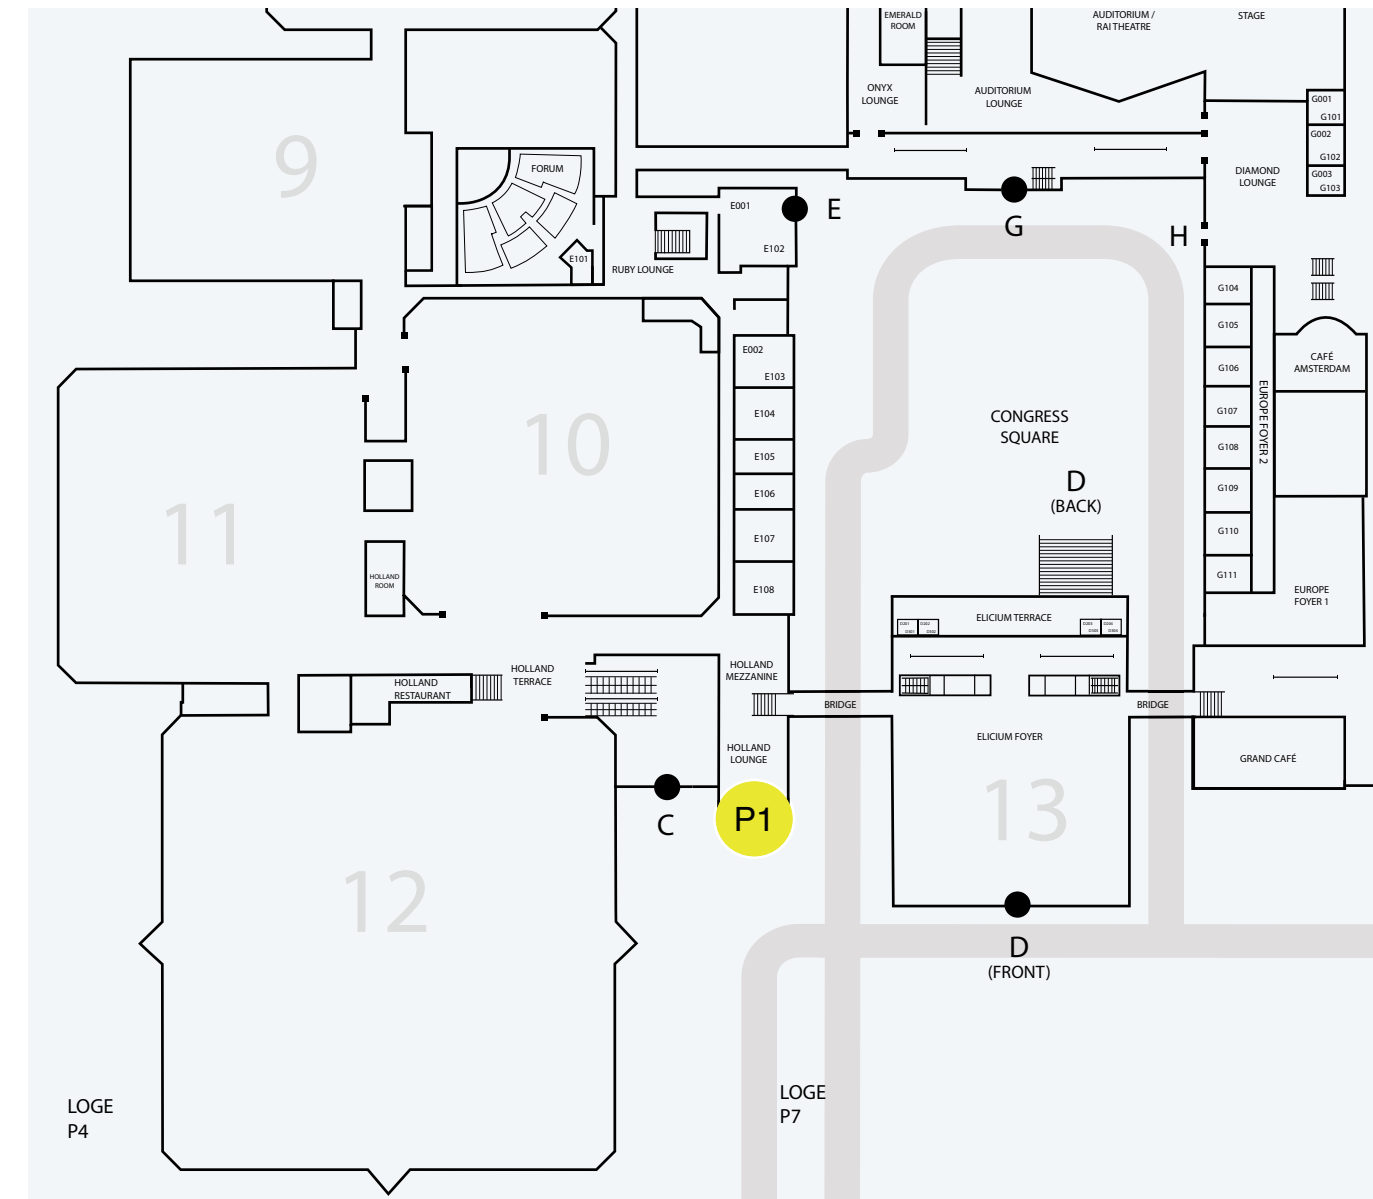 EMERALD
ROOM
AUDITORIUM /
RAI THEATRE
STAGE
ONYX
LOUNGE
AUDITORIUM
LOUNGE
G001
G101
G002
G102
G003
G103
DIAMOND
LOUNGE
9
FORUM
E001
E
G
H
E102
E101
RUBY LOUNGE
G104
G105
G106
G107
G108
G109
G110
G111
EUROPE FOYER 2
CAFÉ
AMSTERDAM
E002
E103
E104
E105
E106
E107
E108
10
CONGRESS
SQUARE
D
(BACK)
11
HOLLAND
ROOM
EUROPE
FOYER 1
ELICIUM TERRACE
D201
D202
D301
D302
HOLLAND
TERRACE
HOLLAND
MEZZANINE
HOLLAND
RESTAURANT
BRIDGE
BRIDGE
ELICIUM FOYER
HOLLAND
LOUNGE
GRAND CAFÉ
13
P1
C
12
D
(FRONT)
LOGE
P4
LOGE
P7